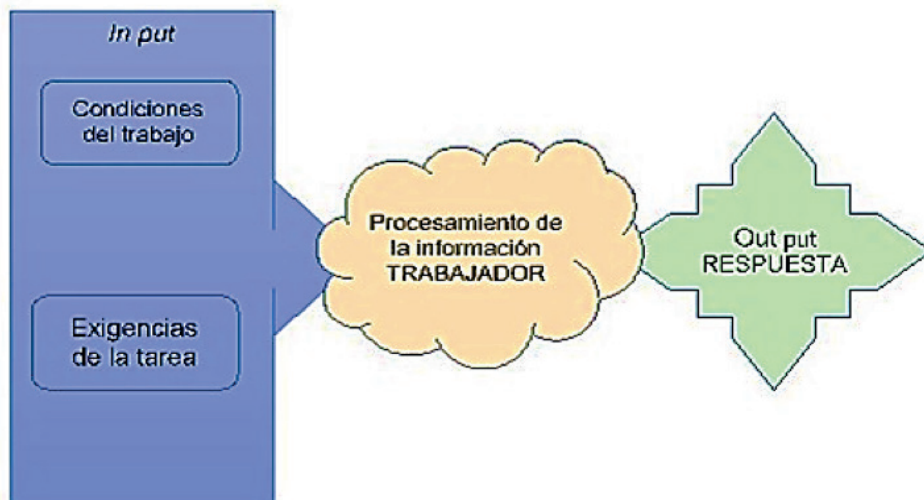 In put
Condiciones
del trabajo
Exigencias
de la tarea
Procesamiento de
la información
TRABAJADOR
Out put
RESPUESTA